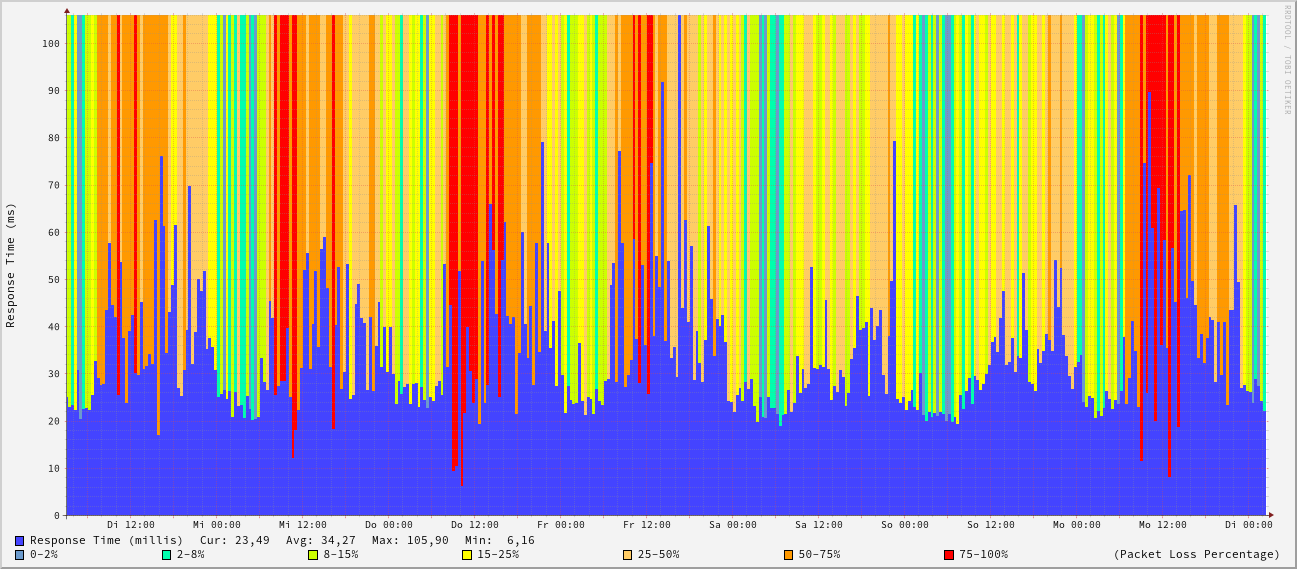 RRDTOOL / TOBI OETIKER
Response Time (ms)
100
90
80
70
60
50
40
30
20
10
0
Di 12:00 Mi 00:00 Mi 12:00 Do 00:00 Do 12:00 Fr 00:00 Fr 12:00 Sa 00:00 Sa 12:00 So 00:00 So 12:00 Mo 00:00 Mo 12:00 Di 00:00
Response Time (millis) Cur: 23,49 Avg: 34,27 Max: 105,90 Min: 6,16
0-2% 2-8% 8-15% 15-25% 25-50% 50-75% 75-100% (Packet Loss Percentage)